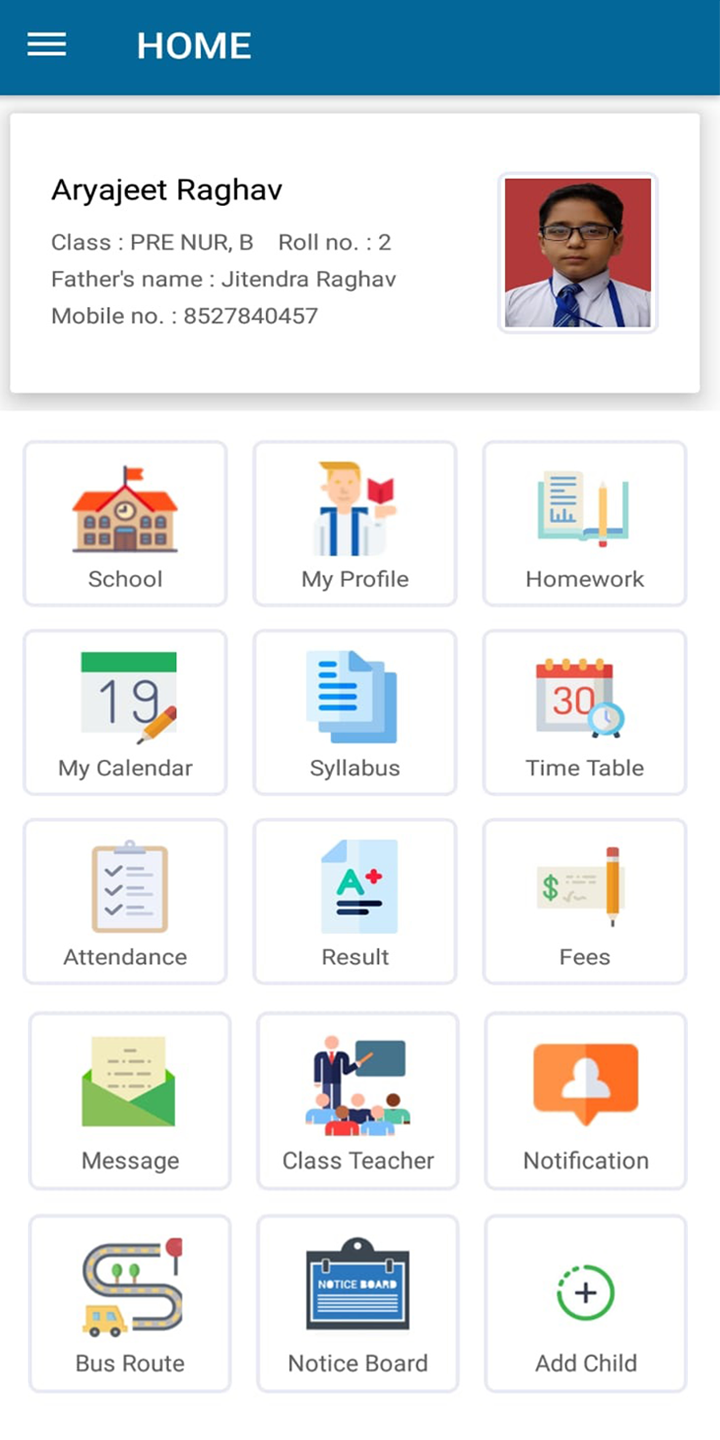 HOME
Aryajeet Raghav
Class : PRE NUR, B Roll no. : 2
Father's name : Jitendra Raghav
Mobile no. : 8527840457
School
My Profile
Homework
19
My Calendar
Syllabus
30
Time Table
Attendance
A+
Result
$
Fees
Message
Class Teacher
Notification
Bus Route
NOTICE BOARD
Notice Board
Add Child